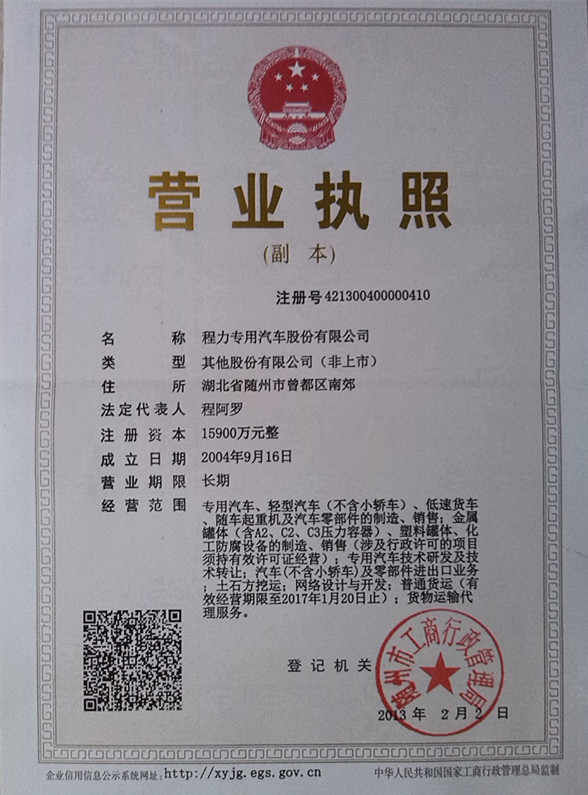 营业执照
(副 本)
注册号421300400000410
名 称 程力专用汽车股份有限公司
类 型 其他股份有限公司（非上市）
住 所 湖北省随州市曾都区南郊
法定代表人 程阿罗
注册资本 15900万元整
成立日期 2004年9月16日
营业期限 长期
经营范围 专用汽车、轻型汽车（不含小轿车）、低速货车
、随车起重机及汽车零部件的制造、销售；金属
罐体（含A2、C2、C3压力容器）、塑料罐体、化
工防腐设备的制造、销售（涉及行政许可的项目
须持有效许可证经营）；专用汽车技术研发及技
术转让；汽车(不含小轿车)及零部件进出口业务
；土石方挖运；网络设计与开发；普通货运（有
效经营期限至2017年1月20日止）；货物运输代
理服务。
随州市工商行政管理局
登记机关
2013 年 2 月 2 日
企业信用信息公示系统网址：http://xyjg.egs.gov.cn
中华人民共和国国家工商行政管理总局监制